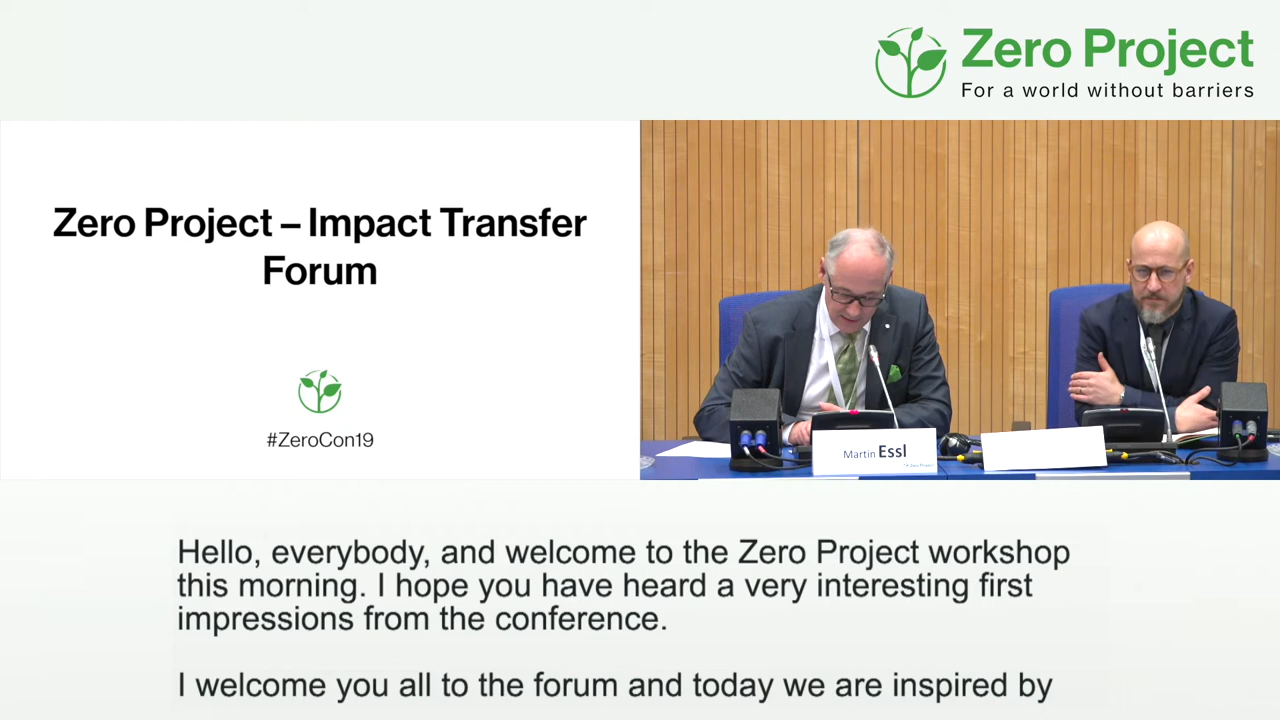 Zero Project
For a world without barriers
Zero Project – Impact Transfer
Forum
#ZeroCon19
Martin Essl
Hello, everybody, and welcome to the Zero Project workshop
this morning. I hope you have heard a very interesting first
impressions from the conference.
I welcome you all to the forum and today we are inspired by